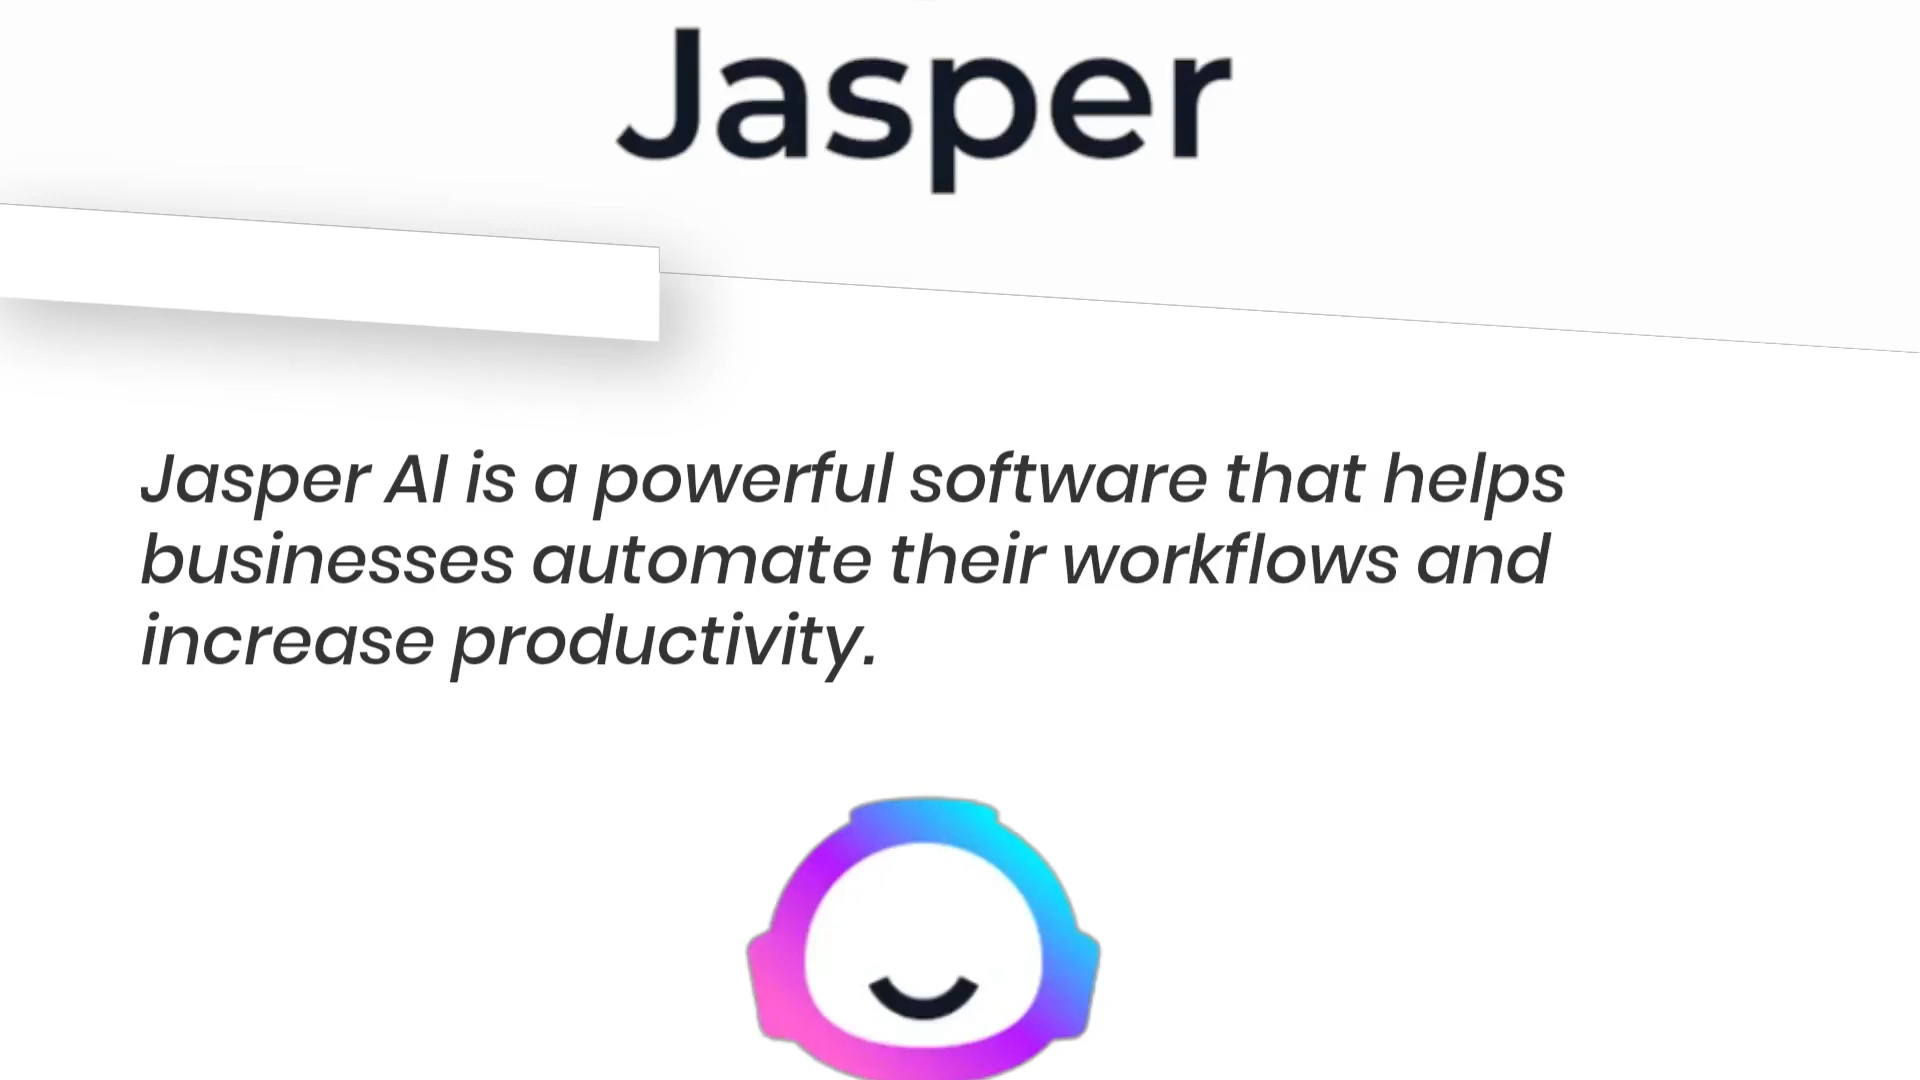 Jasper
Jasper AI is a powerful software that helps
businesses automate their workflows and
increase productivity.